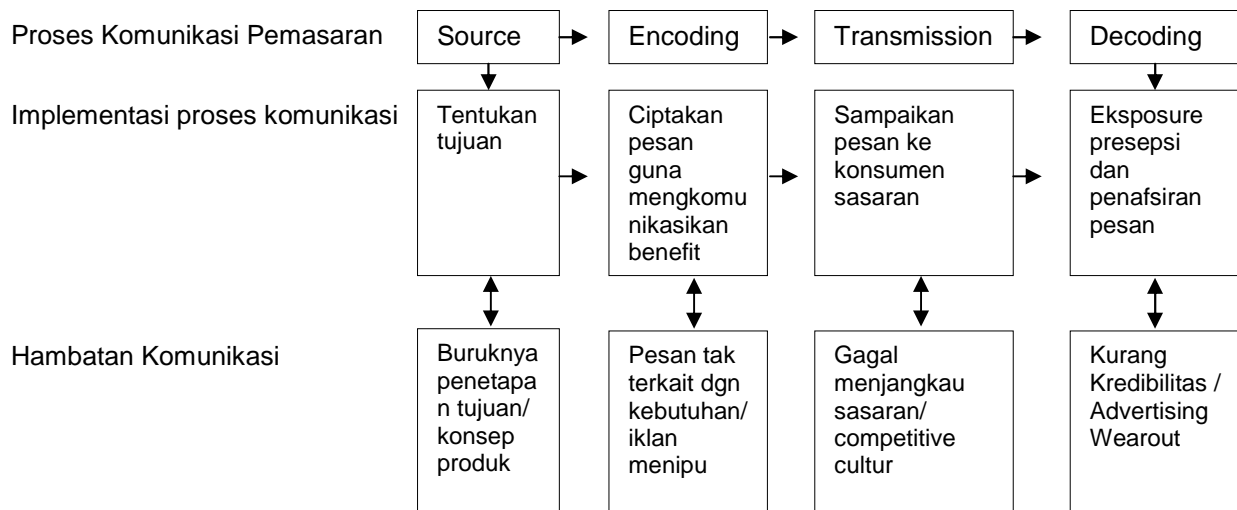 Proses Komunikasi Pemasaran
Source
Encoding
Transmission
Decoding
Implementasi proses komunikasi
Tentukan
tujuan
Ciptakan
pesan
guna
mengkomu
nikasikan
benefit
Sampaikan
pesan ke
konsumen
sasaran
Eksposure
presepsi
dan
penafsiran
pesan
Hambatan Komunikasi
Buruknya
penetapa
n tujuan/
konsep
produk
Pesan tak
terkait dgn
kebutuhan/
iklan
menipu
Gagal
menjangkau
sasaran/
competitive
cultur
Kurang
Kredibilitas /
Advertising
Wearout